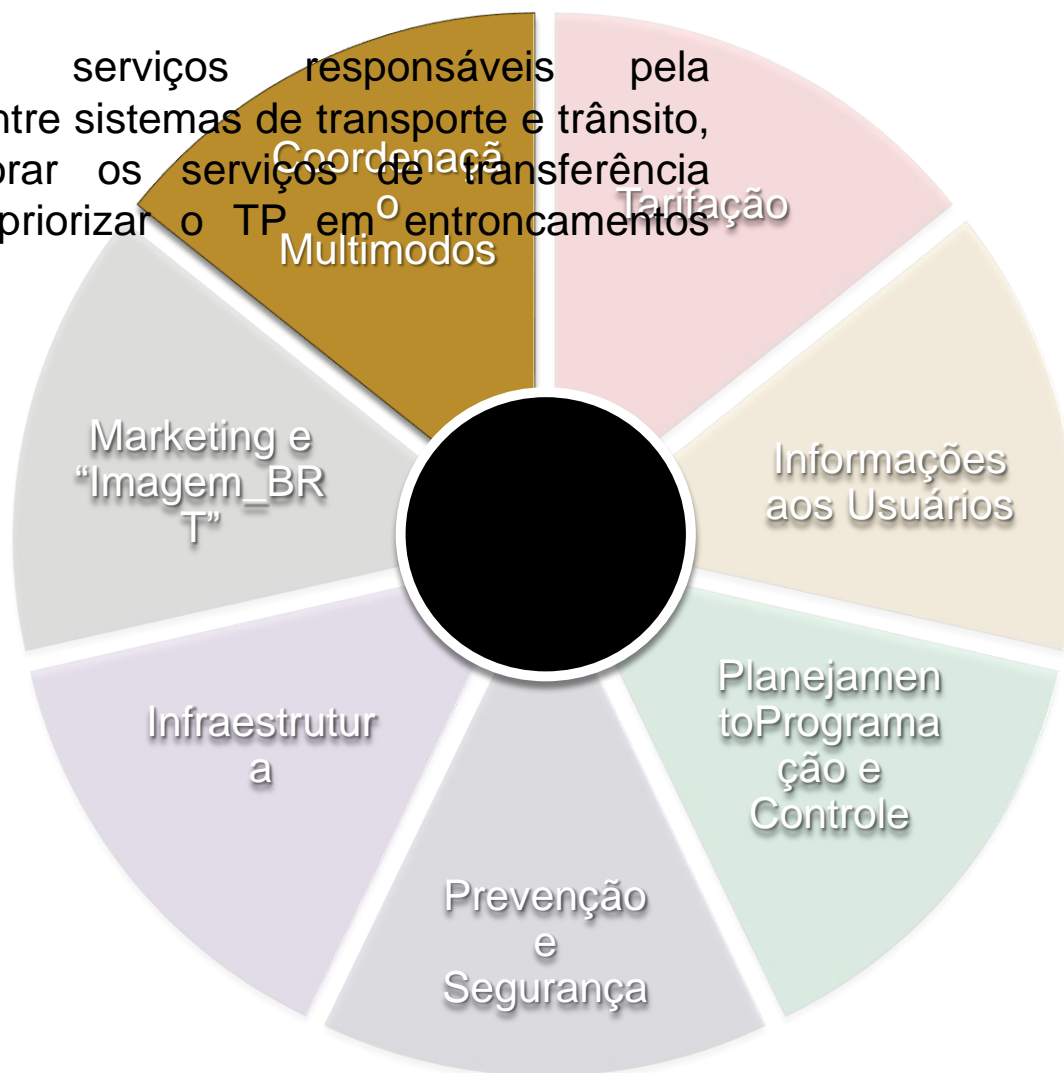 serviços responsáveis pela
ntre sistemas de transporte e trânsito,
orar os serviços de transferência
priorizar o TP em entroncamentos
Coordenaçã
o
Multimodos
Tarifação
Informações
aos Usuários
Planejamen
toPrograma
ção e
Controle
Prevenção
e
Segurança
Infraestrutur
a
Marketing e
“Imagem_BR
T”